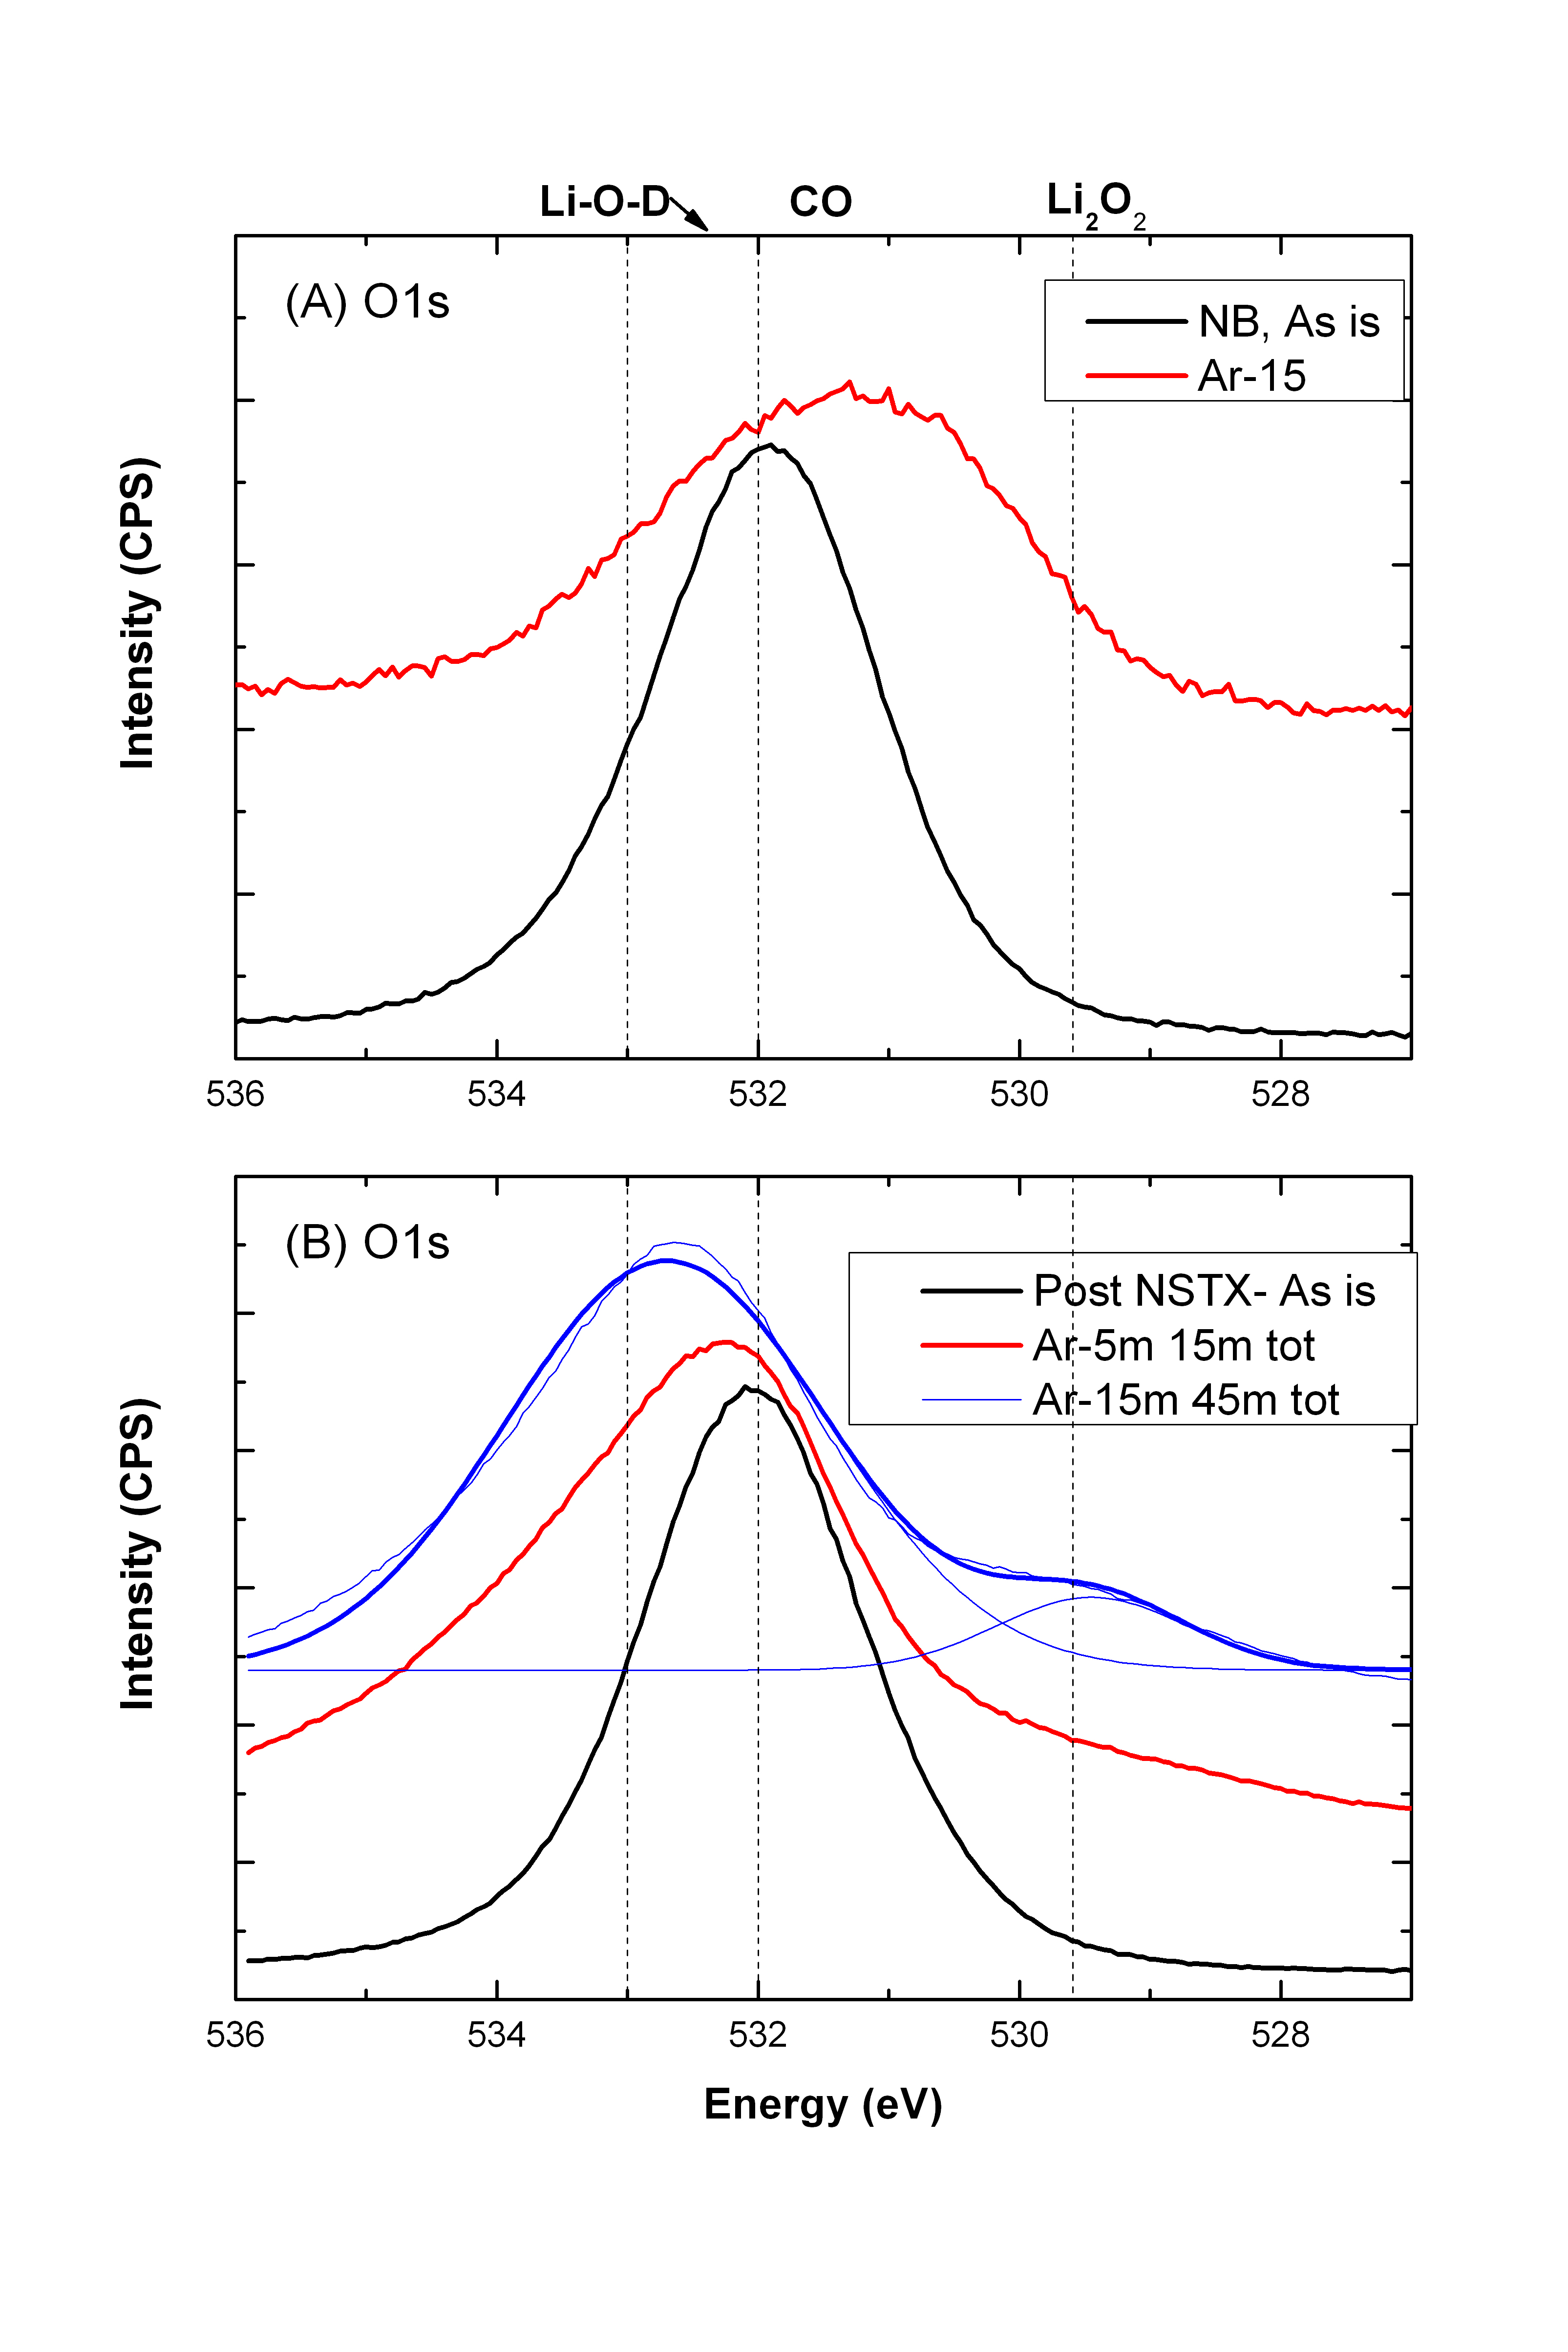 Li-O-D CO Li2O2
(A) O1s
NB, As is
Ar-15
Intensity (CPS)
536 534 532 530 528
(B) O1s
Post NSTX- As is
Ar-5m 15m tot
Ar-15m 45m tot
Intensity (CPS)
536 534 532 530 528
Energy (eV)